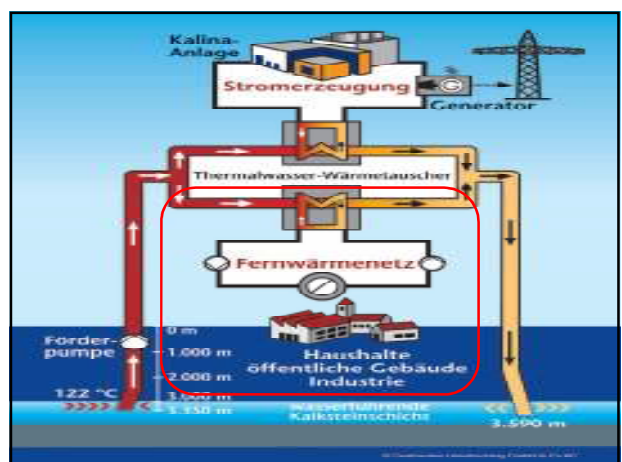 Kalina-
Anlage
Stromerzeugung
G
Generator
Thermalwasser-Wärmetauscher
Fernwärmenetz
Förder-
pumpe
0 m
1.000 m
2.000 m
3.000 m
3.350 m
122 °C
Haushalte
öffentliche Gebäude
Industrie
Wasserführende
Kalksteinschicht
3.590 m